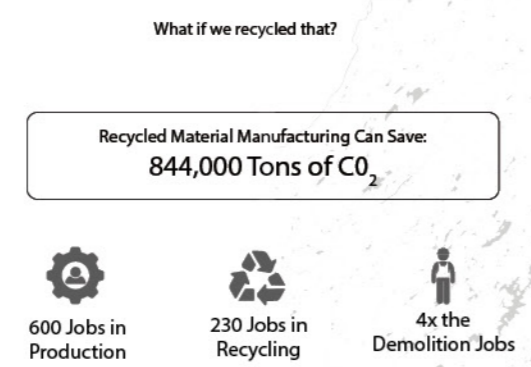 What if we recycled that?
Recycled Material Manufacturing Can Save:
844,000 Tons of C0₂
600 Jobs in
Production
230 Jobs in
Recycling
4x the
Demolition Jobs